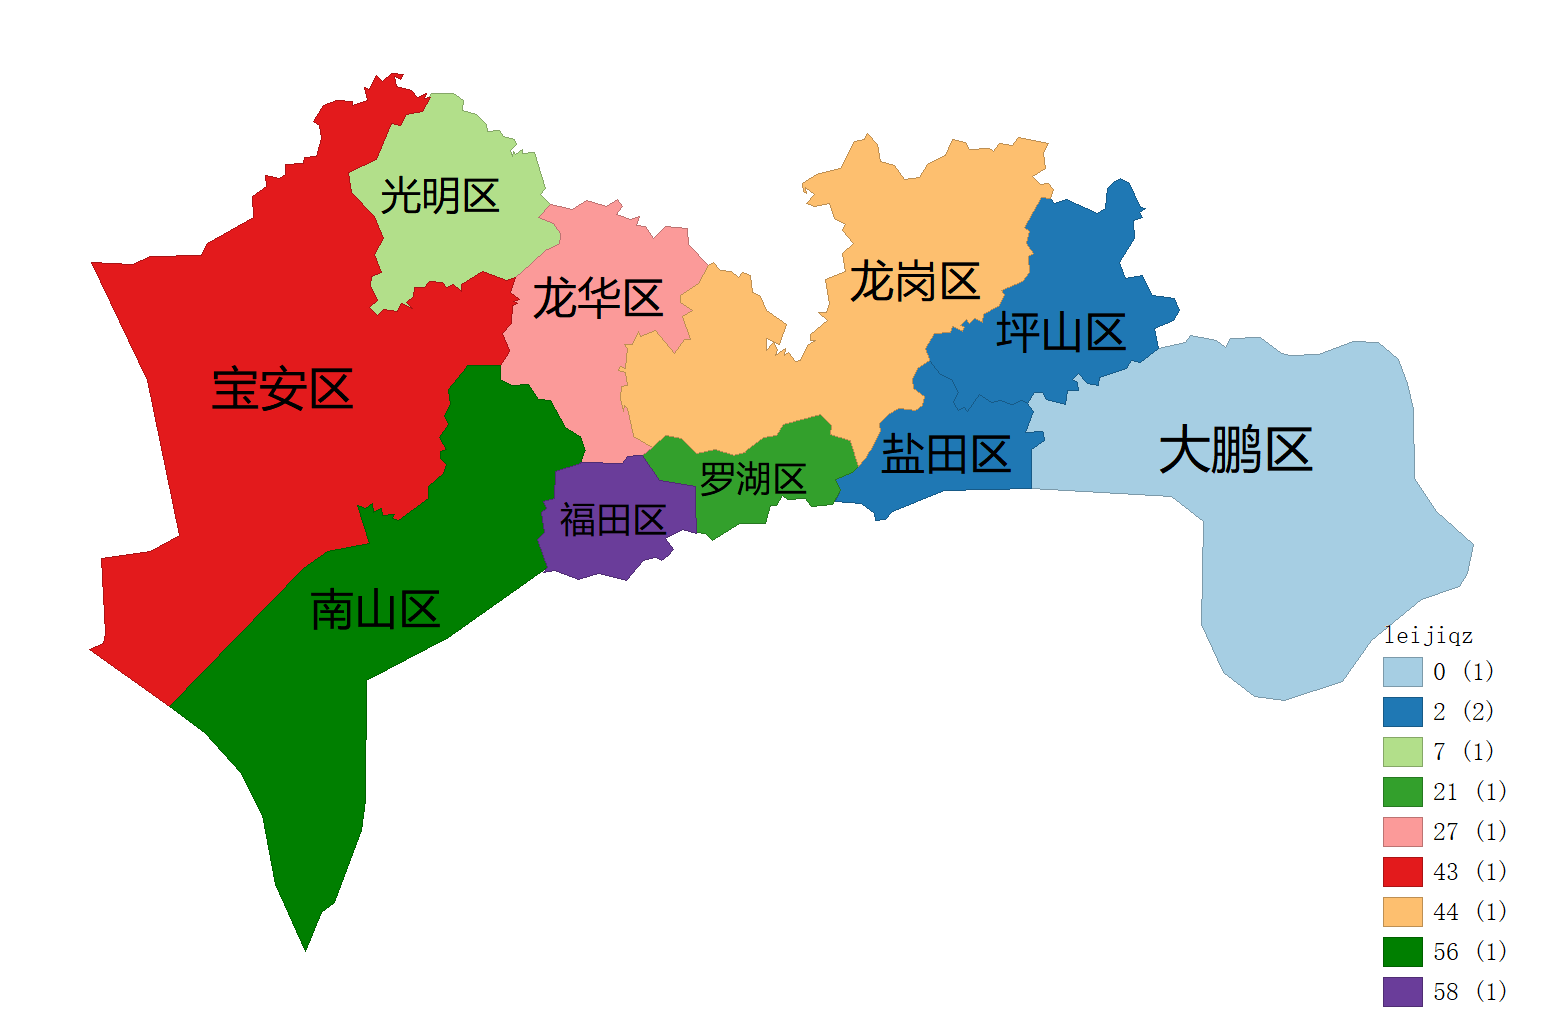 光明区
龙华区
龙岗区
坪山区
宝安区
大鹏区
盐田区
罗湖区
福田区
南山区
leijiqz
0 (1)
2 (2)
7 (1)
21 (1)
27 (1)
43 (1)
44 (1)
56 (1)
58 (1)